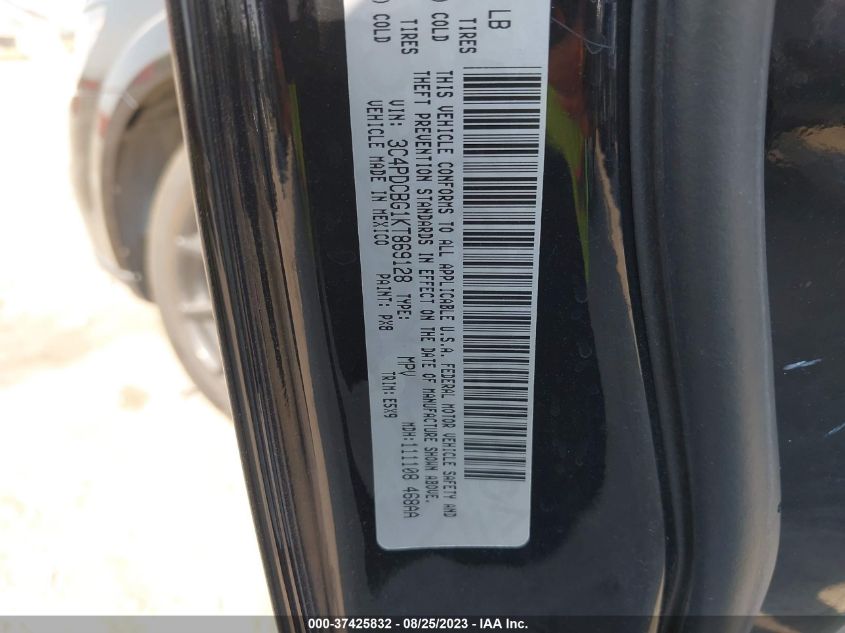 LB
TIRES
) COLD
TIRES
) COLD
THIS VEHICLE CONFORMS TO ALL APPLICABLE U.S.A. FEDERAL MOTOR VEHICLE SAFETY AND
THEFT PREVENTION STANDARDS IN EFFECT ON THE DATE OF MANUFACTURE SHOWN ABOVE.
VIN: 3C4PDCBG1KT869128 TYPE: MPV MDH:111108 468AA
VEHICLE MADE IN MEXICO PAINT: PX8 TRIM:E5X9
000-37425832 - 08/25/2023 - IAA Inc.